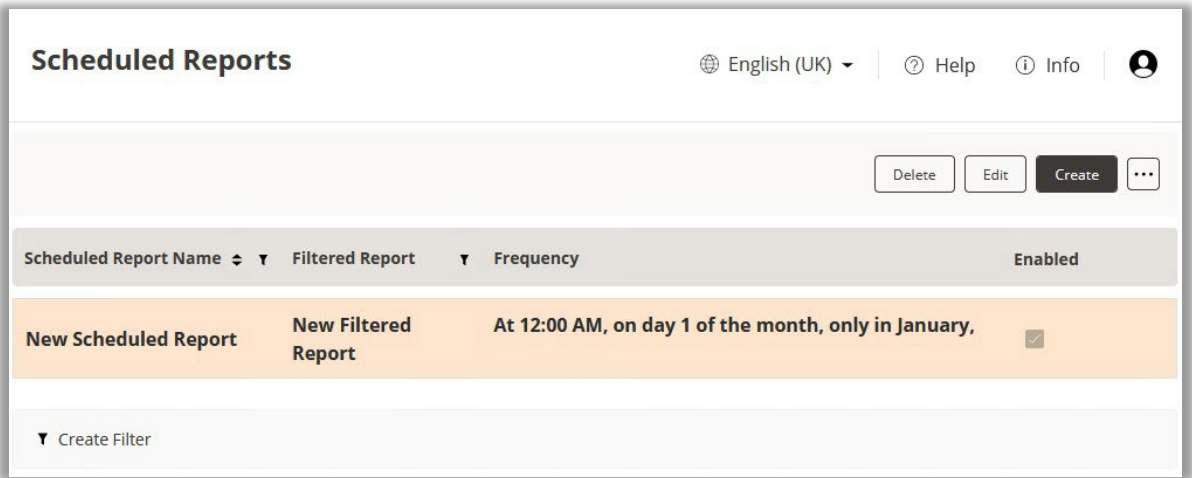 Scheduled Reports
English (UK) Help Info
Delete Edit Create
Scheduled Report Name Filtered Report Frequency Enabled
New Scheduled Report New Filtered Report At 12:00 AM, on day 1 of the month, only in January,
Create Filter